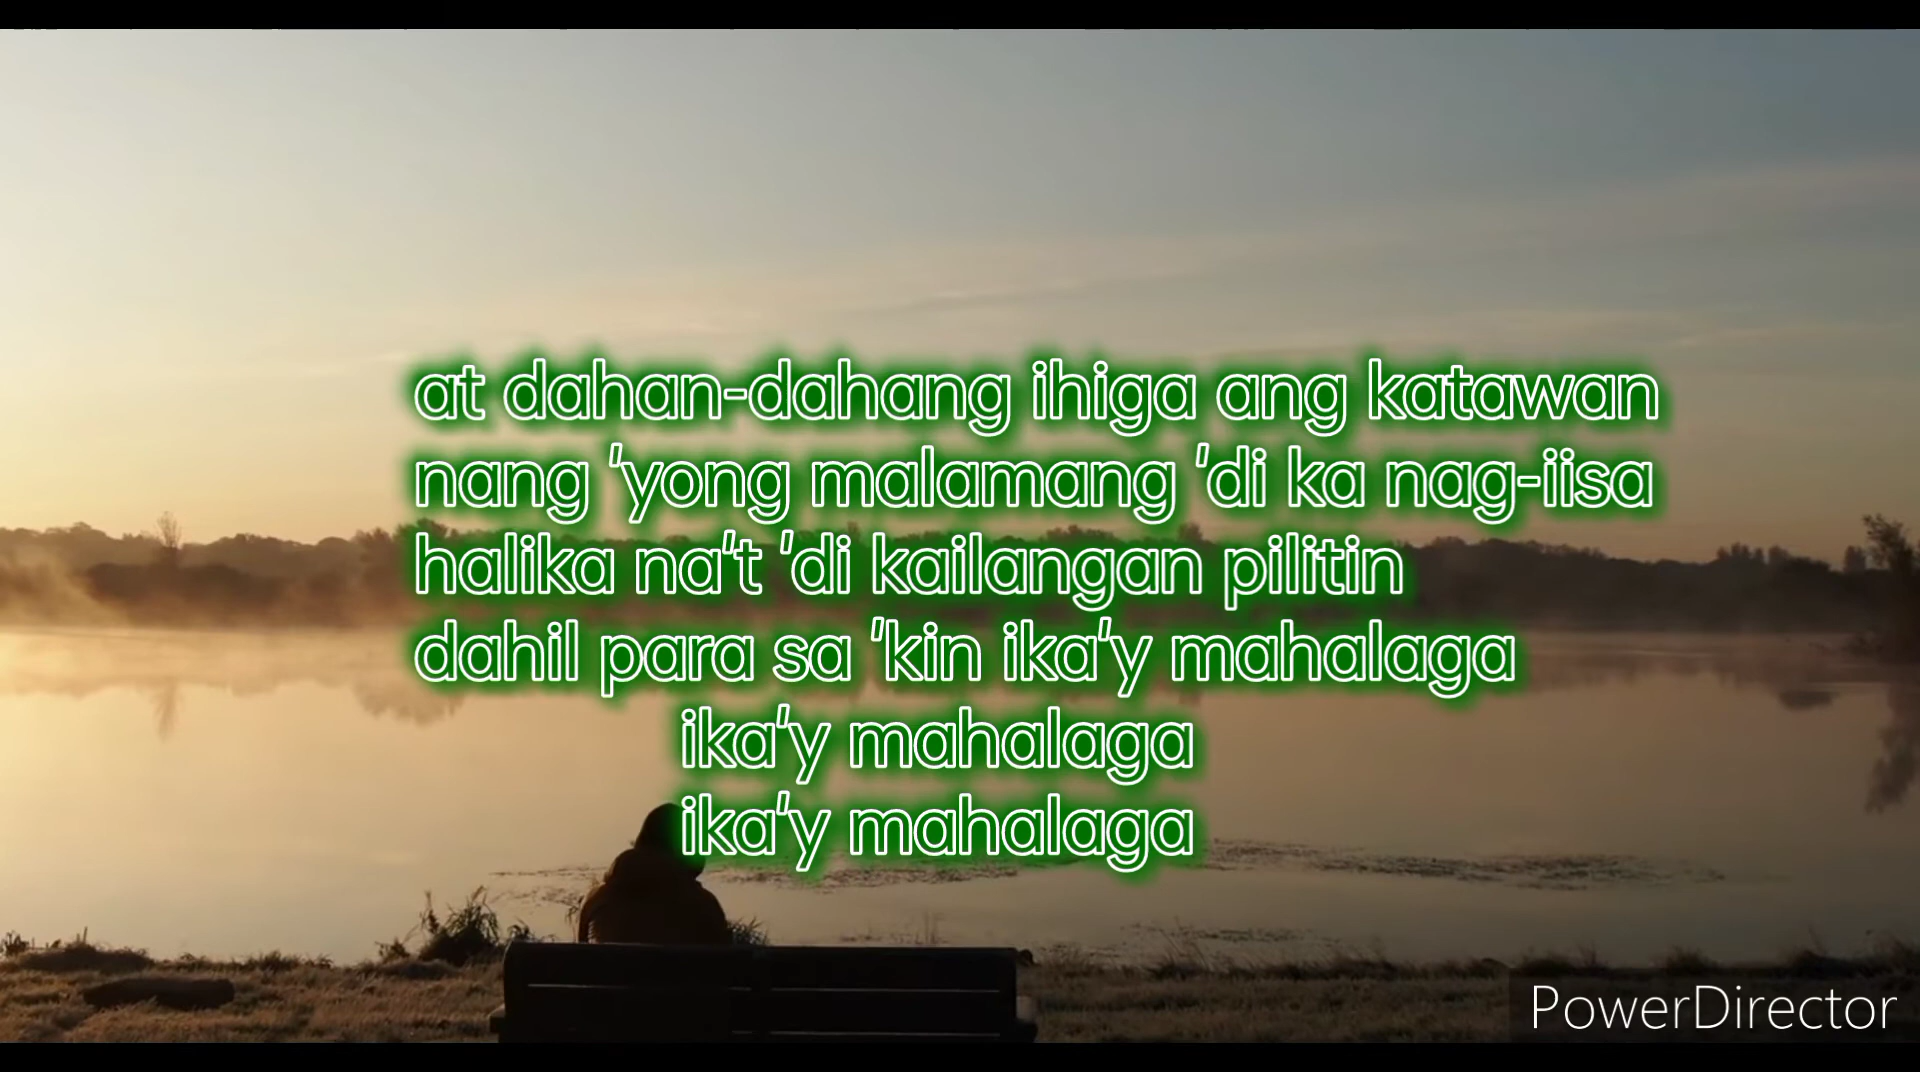 at dahan-dahang ihiga ang katawan
nang 'yong malamang 'di ka nag-iisa
halika na't 'di kailangan pilitin
dahil para sa 'kin ika'y mahalaga
ika'y mahalaga
ika'y mahalaga
PowerDirector